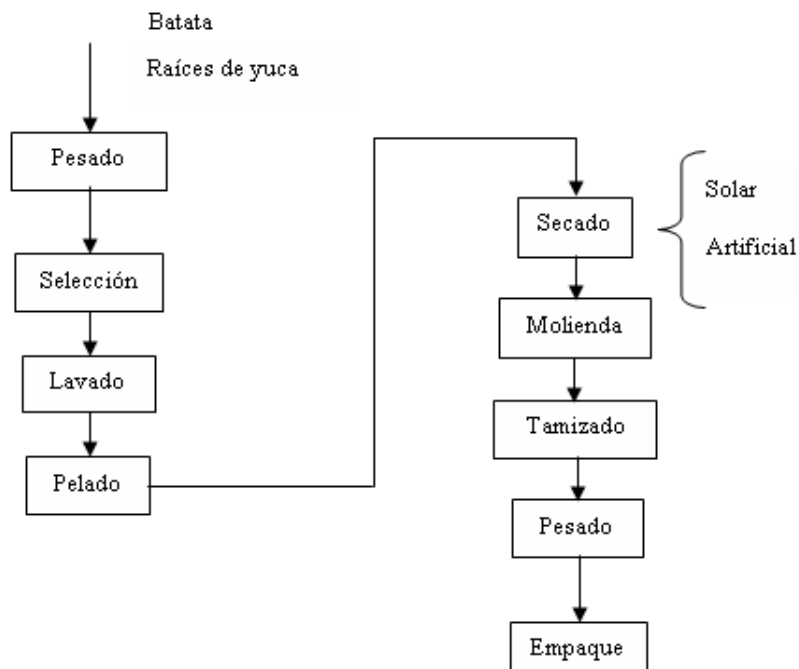 Batata
Raíces de yuca
Pesado
Selección
Lavado
Pelado
Secado
Solar
Artificial
Molienda
Tamizado
Pesado
Empaque